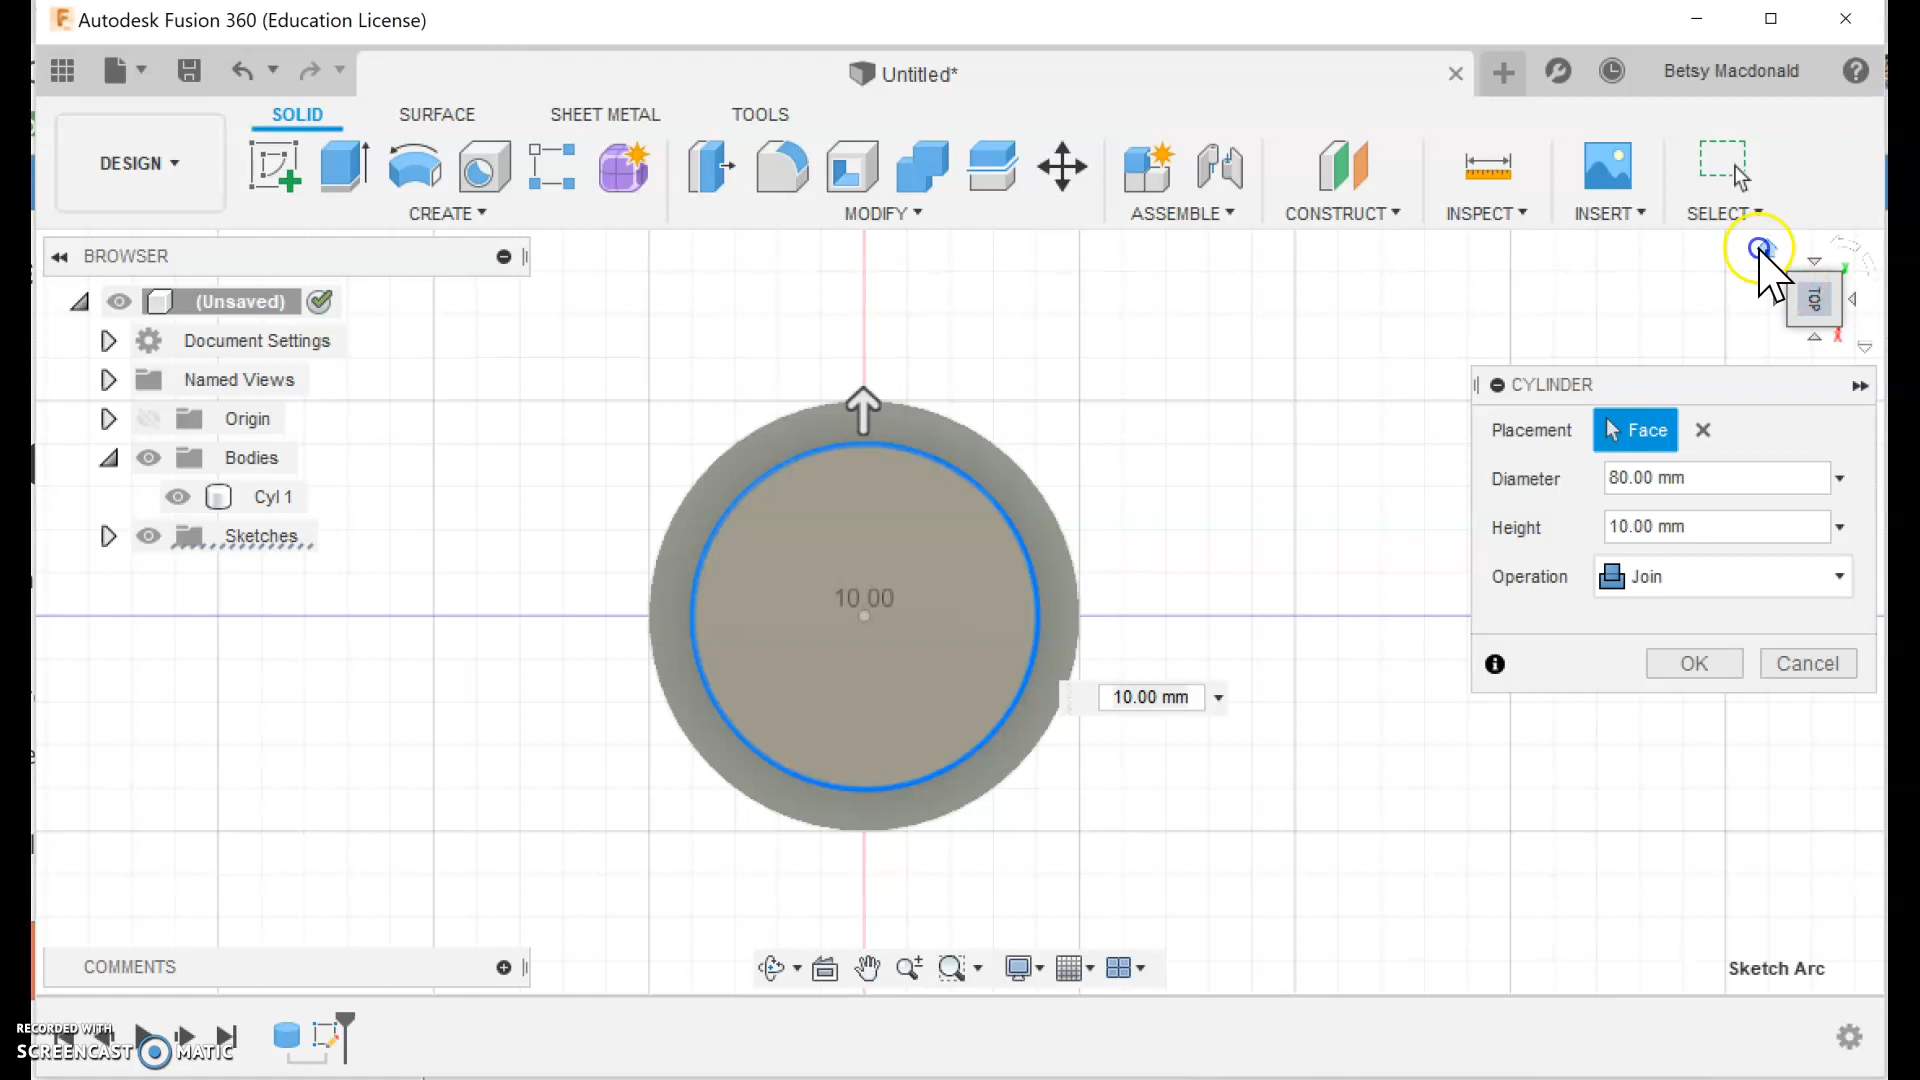 Autodesk Fusion 360 (Education License)
Untitled*
Betsy Macdonald
SOLID
SURFACE
SHEET METAL
TOOLS
DESIGN
CREATE
MODIFY
ASSEMBLE
CONSTRUCT
INSPECT
INSERT
SELECT
BROWSER
(Unsaved)
Document Settings
Named Views
Origin
Bodies
Cyl 1
Sketches
TOP
X
CYLINDER
Placement
Face
Diameter
80.00 mm
Height
10.00 mm
Operation
Join
OK
Cancel
10.00
10.00 mm
COMMENTS
Sketch Arc
RECORDED WITH
SCREENCAST MATIC